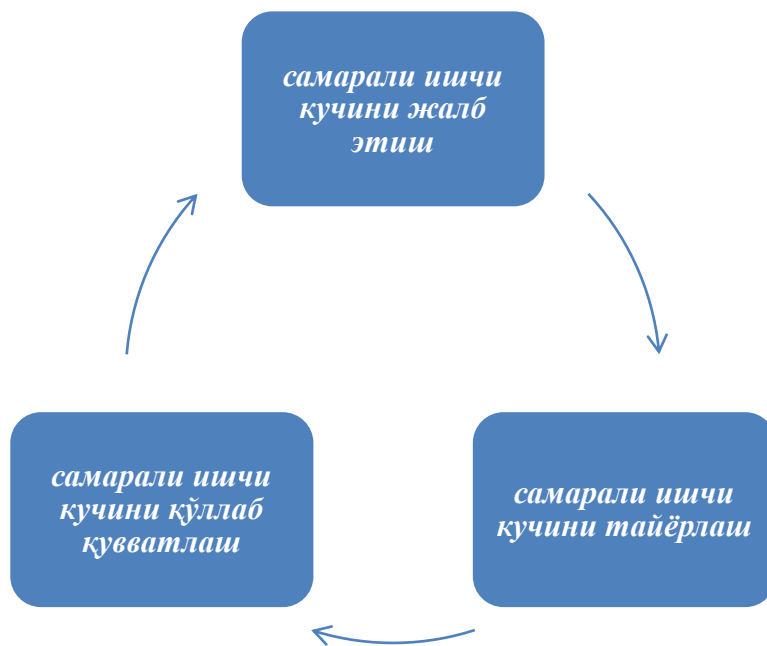 самарали ишчи
кучини жалб
этиш
самарали ишчи
кучини қўллаб
қувватлаш
самарали ишчи
кучини тайёрлаш